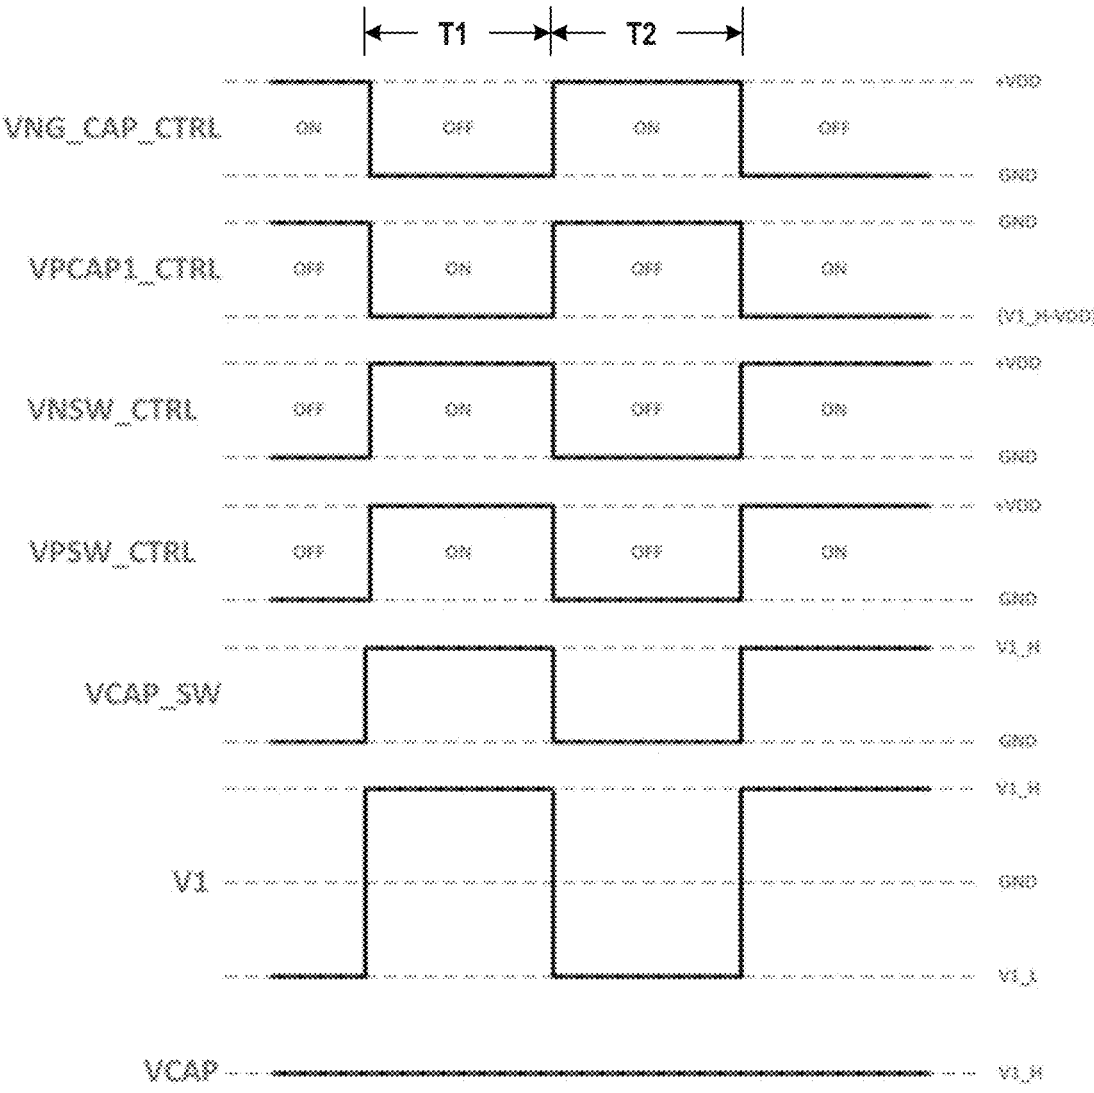 T1 T2
VNG_CAP_CTRL ON OFF ON OFF +VDD
GND
VPCAP1_CTRL OFF ON OFF ON GND
(V1_H-VDD)
VNSW_CTRL OFF ON OFF ON +VDD
GND
VPSW_CTRL OFF ON OFF ON +VDD
GND
VCAP_SW V1_H
GND
V1 V1_H
GND
V1_L
VCAP V1_H